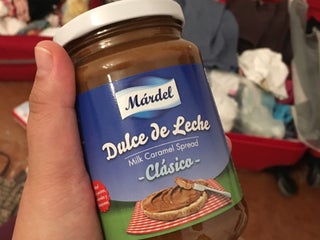 Márdel
Dulce de Leche
Milk Caramel Spread
-Clásico-